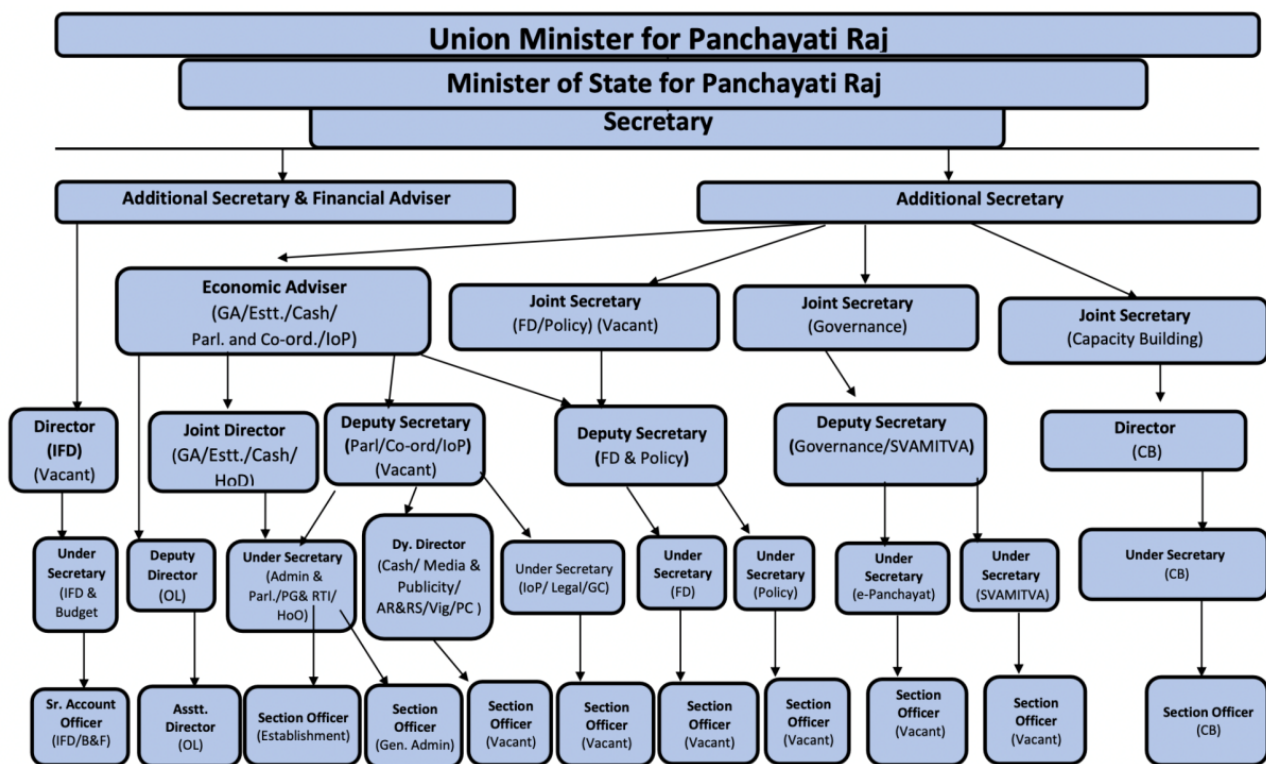 Union Minister for Panchayati Raj
Minister of State for Panchayati Raj
Secretary
Additional Secretary & Financial Adviser
Additional Secretary
Economic Adviser
(GA/Estt./Cash/
Parl. and Co-ord./IoP)
Joint Secretary
(FD/Policy) (Vacant)
Joint Secretary
(Governance)
Joint Secretary
(Capacity Building)
Director
(IFD)
(Vacant)
Joint Director
(GA/Estt./Cash/
HoD)
Deputy Secretary
(Parl/Co-ord/IoP)
(Vacant)
Deputy Secretary
(FD & Policy)
Deputy Secretary
(Governance/SVAMITVA)
Director
(CB)
Under
Secretary
(IFD &
Budget
Deputy
Director
(OL)
Under Secretary
(Admin &
Parl./PG& RTI/
HoO)
Dy. Director
(Cash/ Media &
Publicity/
AR&RS/Vig/PC )
Under Secretary
(IoP/ Legal/GC)
Under
Secretary
(FD)
Under
Secretary
(Policy)
Under
Secretary
(e-Panchayat)
Under
Secretary
(SVAMITVA)
Under Secretary
(CB)
Sr. Account
Officer
(IFD/B&F)
Asstt.
Director
(OL)
Section Officer
(Establishment)
Section
Officer
(Gen. Admin)
Section
Officer
(Vacant)
Section
Officer
(Vacant)
Section
Officer
(Vacant)
Section
Officer
(Vacant)
Section
Officer
(Vacant)
Section
Officer
(Vacant)
Section Officer
(CB)